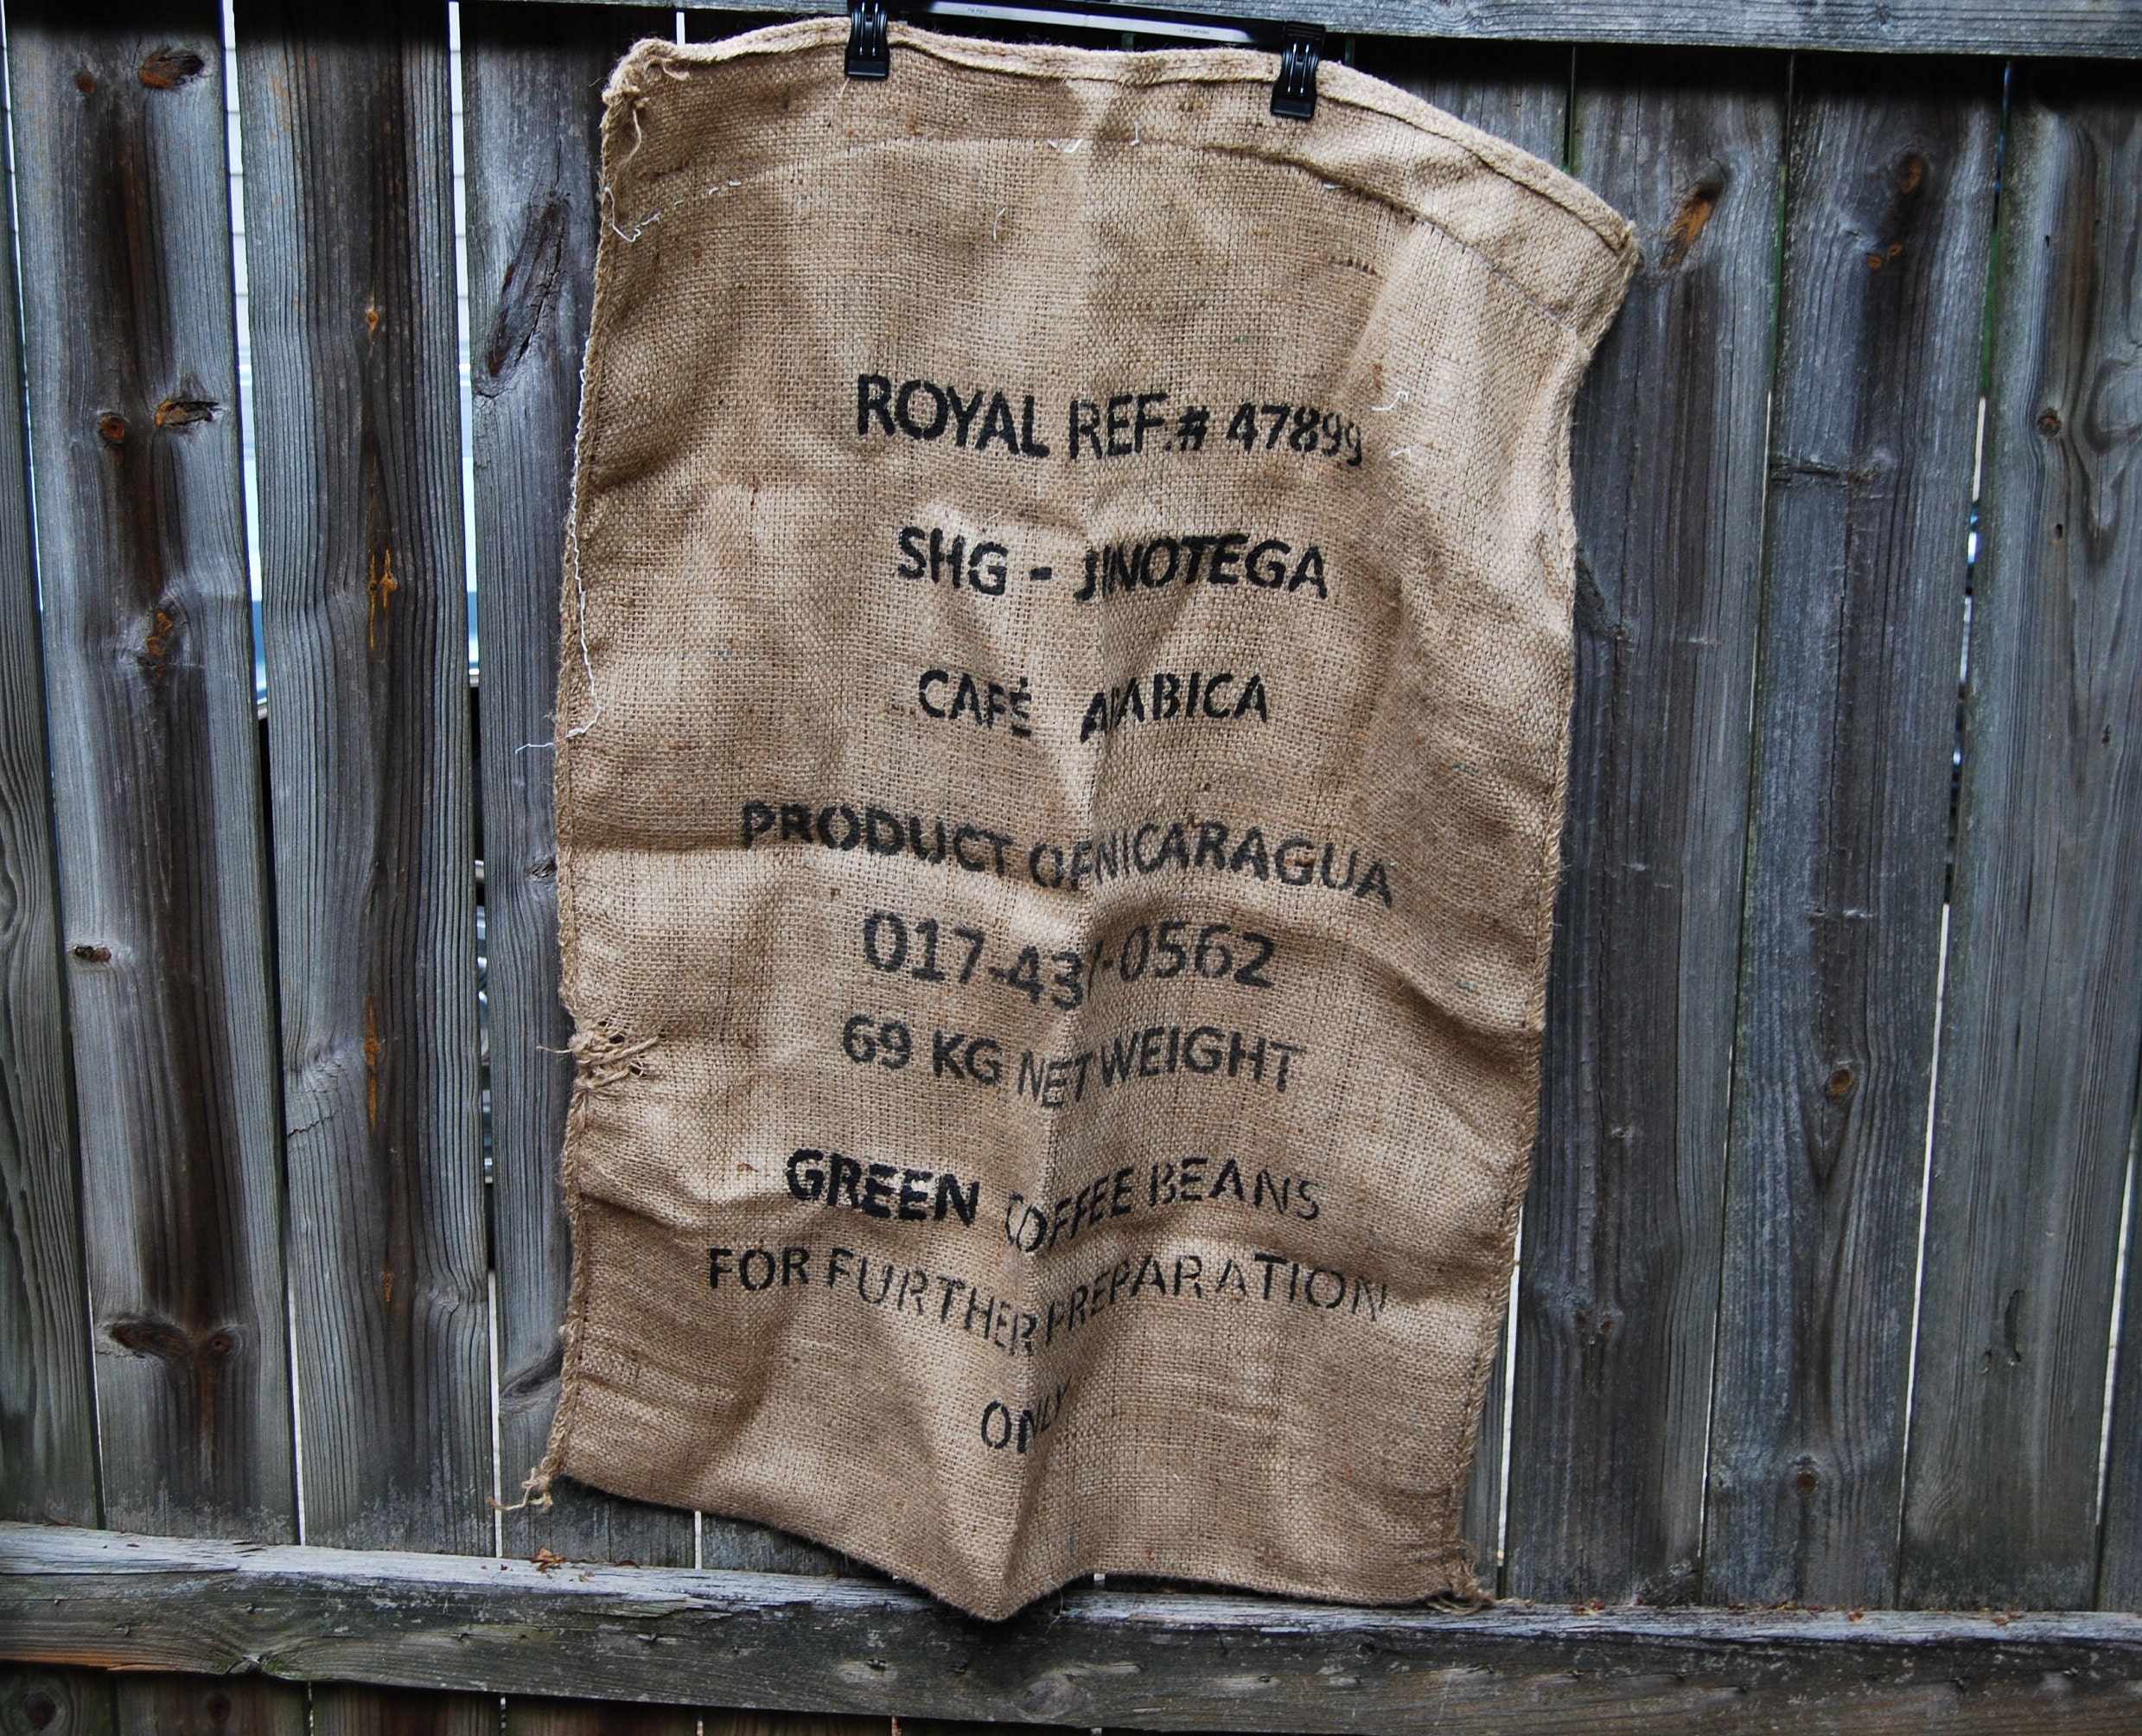 ROYAL REF.# 47899
SHG - JINOTEGA
CAFÉ ARABICA
PRODUCT OF NICARAGUA
69 KG NET WEIGHT
GREEN COFFEE BEANS
FOR FURTHER PREPARATION
ONLY